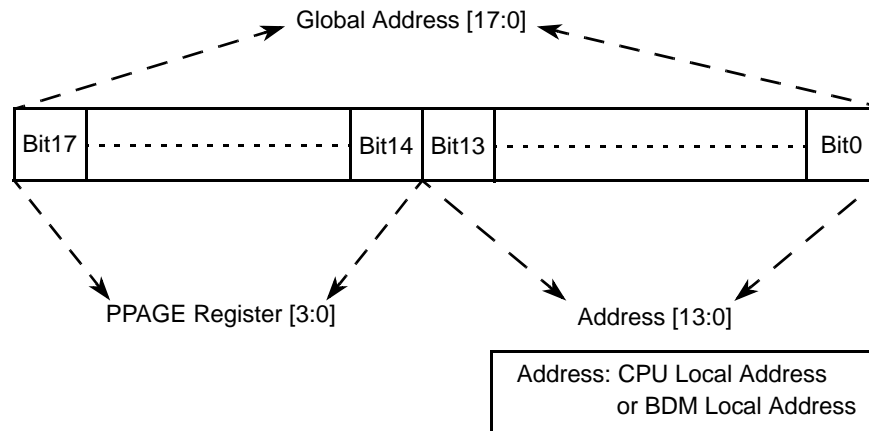 Global Address [17:0]
Bit17
Bit14
Bit13
Bit0
PPAGE Register [3:0]
Address [13:0]
Address: CPU Local Address
or BDM Local Address